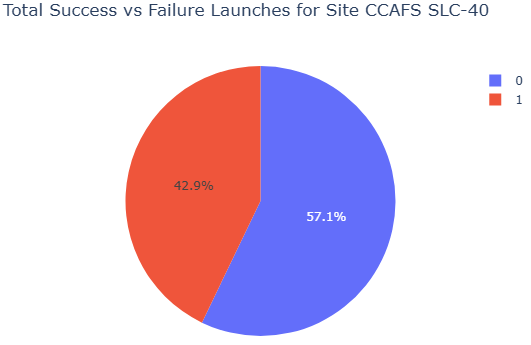 Total Success vs Failure Launches for Site CCAFS SLC-40
0
1
42.9%
57.1%